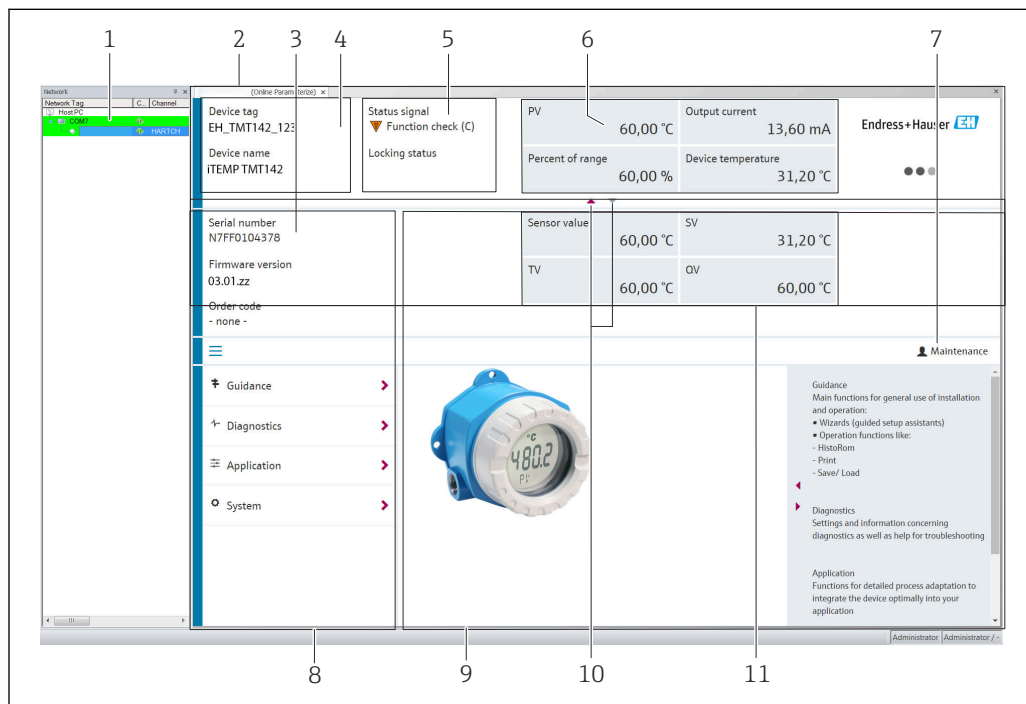 1 2 3 4 5 6 7
Network
(Online Parameterize)
Network Tag C... Channel
Host PC
COM7
HARTCH
Device tag
EH_TMT142_123
Device name
iTEMP TMT142
Status signal
Function check (C)
Locking status
PV
60,00 °C
Output current
13,60 mA
Percent of range
60,00 %
Device temperature
31,20 °C
Endress+Hauser EH
Serial number
N7FF0104378
Firmware version
03.01.zz
Order code
- none -
Sensor value
60,00 °C
SV
31,20 °C
TV
60,00 °C
QV
60,00 °C
Maintenance
Guidance
Diagnostics
Application
System
°C
480.2
PV
Guidance
Main functions for general use of installation
and operation:
▪ Wizards (guided setup assistants)
▪ Operation functions like:
- HistoRom
- Print
- Save/ Load
Diagnostics
Settings and information concerning
diagnostics as well as help for troubleshooting
Application
Functions for detailed process adaptation to
integrate the device optimally into your
application
Administrator Administrator / -
8 9 10 11